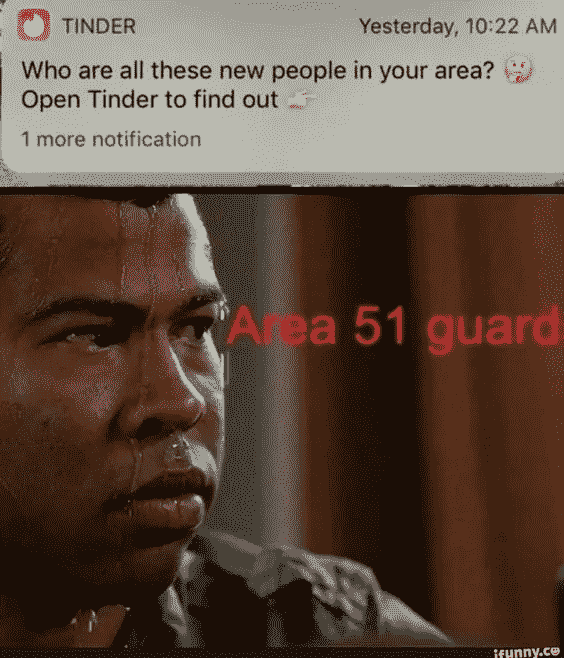 TINDER
Yesterday, 10:22 AM
Who are all these new people in your area? 🤔
Open Tinder to find out 👉
1 more notification
Area 51 guard
ifunny.co